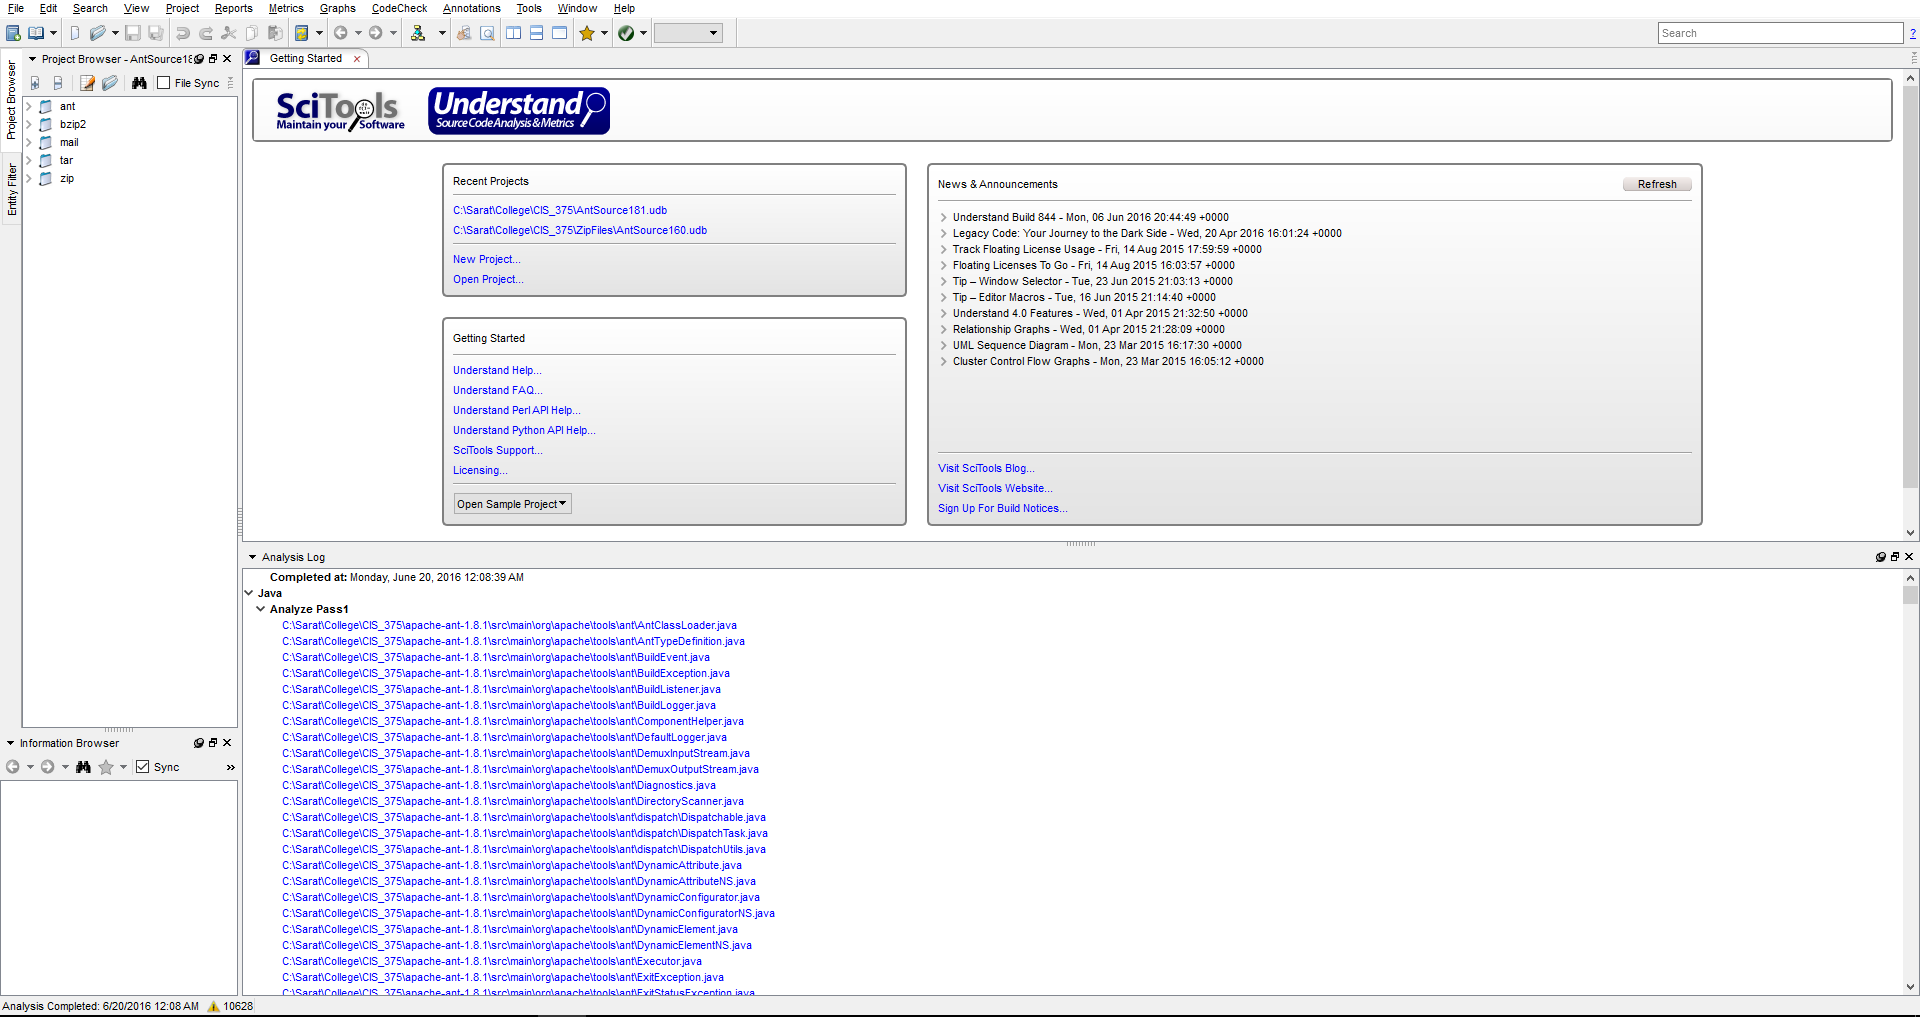 File Edit Search View Project Reports Metrics Graphs CodeCheck Annotations Tools Window Help
Search
?
Project Browser
Entity Filter
Project Browser - AntSource18
File Sync
ant
bzip2
mail
tar
zip
Getting Started
SciTools
Maintain your Software
Understand
Source Code Analysis & Metrics
Recent Projects
C:\Sarat\College\CIS_375\AntSource181.udb
C:\Sarat\College\CIS_375\ZipFiles\AntSource160.udb
New Project...
Open Project...
Getting Started
Understand Help...
Understand FAQ...
Understand Perl API Help...
Understand Python API Help...
SciTools Support...
Licensing...
Open Sample Project
News & Announcements
Refresh
Understand Build 844 - Mon, 06 Jun 2016 20:44:49 +0000
Legacy Code: Your Journey to the Dark Side - Wed, 20 Apr 2016 16:01:24 +0000
Track Floating License Usage - Fri, 14 Aug 2015 17:59:59 +0000
Floating Licenses To Go - Fri, 14 Aug 2015 16:03:57 +0000
Tip – Window Selector - Tue, 23 Jun 2015 21:03:13 +0000
Tip – Editor Macros - Tue, 16 Jun 2015 21:14:40 +0000
Understand 4.0 Features - Wed, 01 Apr 2015 21:32:50 +0000
Relationship Graphs - Wed, 01 Apr 2015 21:28:09 +0000
UML Sequence Diagram - Mon, 23 Mar 2015 16:17:30 +0000
Cluster Control Flow Graphs - Mon, 23 Mar 2015 16:05:12 +0000
Visit SciTools Blog...
Visit SciTools Website...
Sign Up For Build Notices...
Analysis Log
Completed at: Monday, June 20, 2016 12:08:39 AM
Java
Analyze Pass1
C:\Sarat\College\CIS_375\apache-ant-1.8.1\src\main\org\apache\tools\ant\AntClassLoader.java
C:\Sarat\College\CIS_375\apache-ant-1.8.1\src\main\org\apache\tools\ant\AntTypeDefinition.java
C:\Sarat\College\CIS_375\apache-ant-1.8.1\src\main\org\apache\tools\ant\BuildEvent.java
C:\Sarat\College\CIS_375\apache-ant-1.8.1\src\main\org\apache\tools\ant\BuildException.java
C:\Sarat\College\CIS_375\apache-ant-1.8.1\src\main\org\apache\tools\ant\BuildListener.java
C:\Sarat\College\CIS_375\apache-ant-1.8.1\src\main\org\apache\tools\ant\BuildLogger.java
C:\Sarat\College\CIS_375\apache-ant-1.8.1\src\main\org\apache\tools\ant\ComponentHelper.java
C:\Sarat\College\CIS_375\apache-ant-1.8.1\src\main\org\apache\tools\ant\DefaultLogger.java
C:\Sarat\College\CIS_375\apache-ant-1.8.1\src\main\org\apache\tools\ant\DemuxInputStream.java
C:\Sarat\College\CIS_375\apache-ant-1.8.1\src\main\org\apache\tools\ant\DemuxOutputStream.java
C:\Sarat\College\CIS_375\apache-ant-1.8.1\src\main\org\apache\tools\ant\Diagnostics.java
C:\Sarat\College\CIS_375\apache-ant-1.8.1\src\main\org\apache\tools\ant\DirectoryScanner.java
C:\Sarat\College\CIS_375\apache-ant-1.8.1\src\main\org\apache\tools\ant\dispatch\Dispatchable.java
C:\Sarat\College\CIS_375\apache-ant-1.8.1\src\main\org\apache\tools\ant\dispatch\DispatchTask.java
C:\Sarat\College\CIS_375\apache-ant-1.8.1\src\main\org\apache\tools\ant\dispatch\DispatchUtils.java
C:\Sarat\College\CIS_375\apache-ant-1.8.1\src\main\org\apache\tools\ant\DynamicAttribute.java
C:\Sarat\College\CIS_375\apache-ant-1.8.1\src\main\org\apache\tools\ant\DynamicAttributeNS.java
C:\Sarat\College\CIS_375\apache-ant-1.8.1\src\main\org\apache\tools\ant\DynamicConfigurator.java
C:\Sarat\College\CIS_375\apache-ant-1.8.1\src\main\org\apache\tools\ant\DynamicConfiguratorNS.java
C:\Sarat\College\CIS_375\apache-ant-1.8.1\src\main\org\apache\tools\ant\DynamicElement.java
C:\Sarat\College\CIS_375\apache-ant-1.8.1\src\main\org\apache\tools\ant\DynamicElementNS.java
C:\Sarat\College\CIS_375\apache-ant-1.8.1\src\main\org\apache\tools\ant\Executor.java
C:\Sarat\College\CIS_375\apache-ant-1.8.1\src\main\org\apache\tools\ant\ExitException.java
C:\Sarat\College\CIS_375\apache-ant-1.8.1\src\main\org\apache\tools\ant\ExitStatusException.java
Information Browser
Sync
»
Analysis Completed: 6/20/2016 12:08 AM 10628